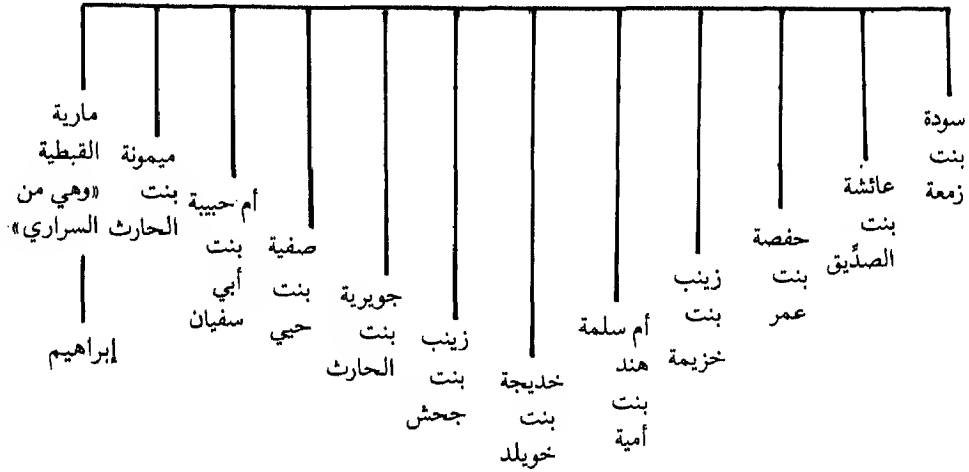 سودة
بنت
زمعة
عائشة
بنت
الصدِّيق
حفصة
بنت
عمر
زينب
بنت
خزيمة
أم سلمة
هند
بنت
أمية
خديجة
بنت
خويلد
زينب
بنت
جحش
جويرية
بنت
الحارث
صفية
بنت
حيي
أم حبيبة
بنت
أبي
سفيان
ميمونة
بنت
الحارث
مارية
القبطية
«وهي من
السراري»
إبراهيم